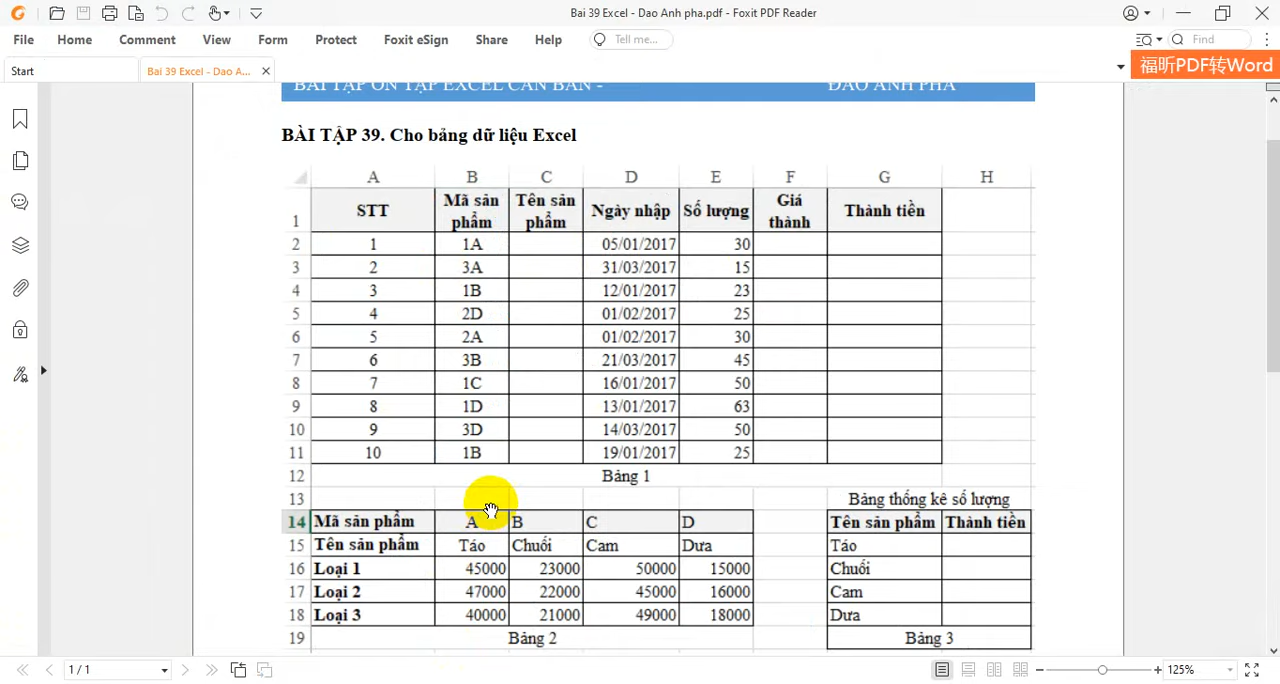 Bai 39 Excel - Dao Anh pha.pdf - Foxit PDF Reader
File Home Comment View Form Protect Foxit eSign Share Help Tell me... Find
Start Bai 39 Excel - Dao A... 福昕PDF转Word
BÀI TẬP ÔN TẬP EXCEL CĂN BẢN - ĐÀO ANH PHA
BÀI TẬP 39. Cho bảng dữ liệu Excel
A B C D E F G H
1 STT Mã sản phẩm Tên sản phẩm Ngày nhập Số lượng Giá thành Thành tiền
2 1 1A 05/01/2017 30
3 2 3A 31/03/2017 15
4 3 1B 12/01/2017 23
5 4 2D 01/02/2017 25
6 5 2A 01/02/2017 30
7 6 3B 21/03/2017 45
8 7 1C 16/01/2017 50
9 8 1D 13/01/2017 63
10 9 3D 14/03/2017 50
11 10 1B 19/01/2017 25
12 Bảng 1
13 Bảng thống kê số lượng
14 Mã sản phẩm A B C D Tên sản phẩm Thành tiền
15 Tên sản phẩm Táo Chuối Cam Dưa Táo
16 Loại 1 45000 23000 50000 15000 Chuối
17 Loại 2 47000 22000 45000 16000 Cam
18 Loại 3 40000 21000 49000 18000 Dưa
19 Bảng 2 Bảng 3
1 / 1 125%